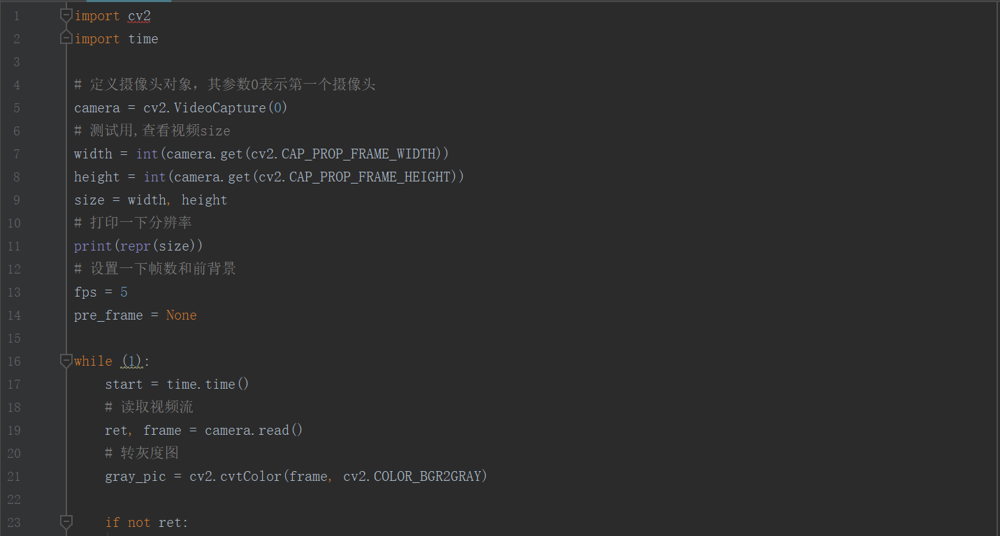 1 import cv2
2 import time
3
4 # 定义摄像头对象，其参数0表示第一个摄像头
5 camera = cv2.VideoCapture(0)
6 # 测试用,查看视频size
7 width = int(camera.get(cv2.CAP_PROP_FRAME_WIDTH))
8 height = int(camera.get(cv2.CAP_PROP_FRAME_HEIGHT))
9 size = width, height
10 # 打印一下分辨率
11 print(repr(size))
12 # 设置一下帧数和前背景
13 fps = 5
14 pre_frame = None
15
16 while (1):
17     start = time.time()
18     # 读取视频流
19     ret, frame = camera.read()
20     # 转灰度图
21     gray_pic = cv2.cvtColor(frame, cv2.COLOR_BGR2GRAY)
22
23     if not ret: